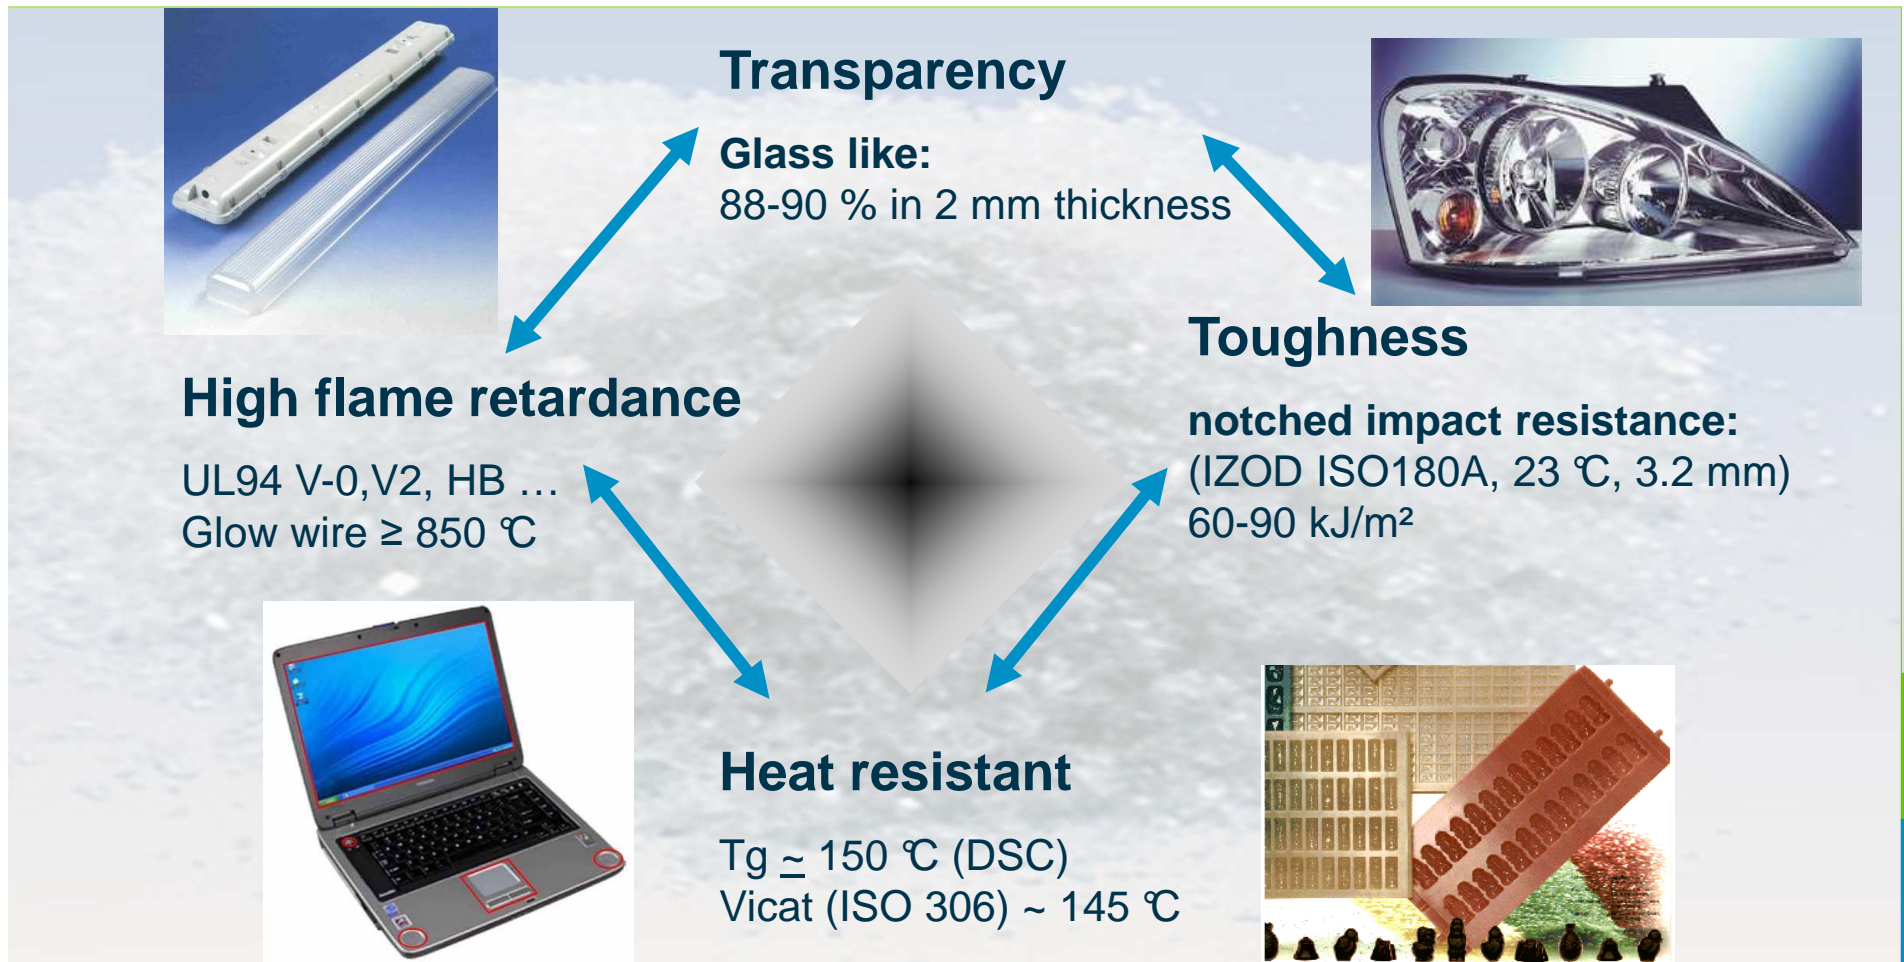 Transparency
Glass like:
88-90 % in 2 mm thickness
High flame retardance
UL94 V-0,V2, HB …
Glow wire ≥ 850 °C
Toughness
notched impact resistance:
(IZOD ISO180A, 23 °C, 3.2 mm)
60-90 kJ/m²
Heat resistant
Tg ~ 150 °C (DSC)
Vicat (ISO 306) ~ 145 °C